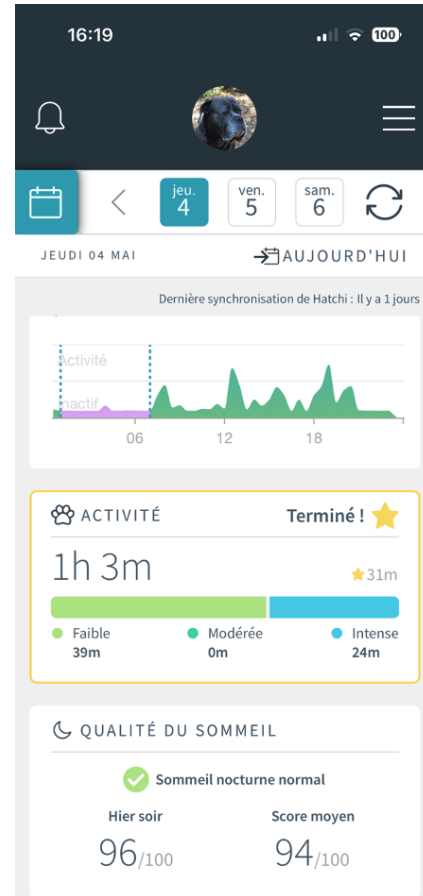 16:19
100
jeu.
4
ven.
5
sam.
6
JEUDI 04 MAI
AUJOURD'HUI
Dernière synchronisation de Hatchi : Il y a 1 jours
Activité
Inactif
06 12 18
ACTIVITÉ
Terminé !
1h 3m
31m
Faible Modérée Intense
39m 0m 24m
QUALITÉ DU SOMMEIL
Sommeil nocturne normal
Hier soir Score moyen
96/100 94/100